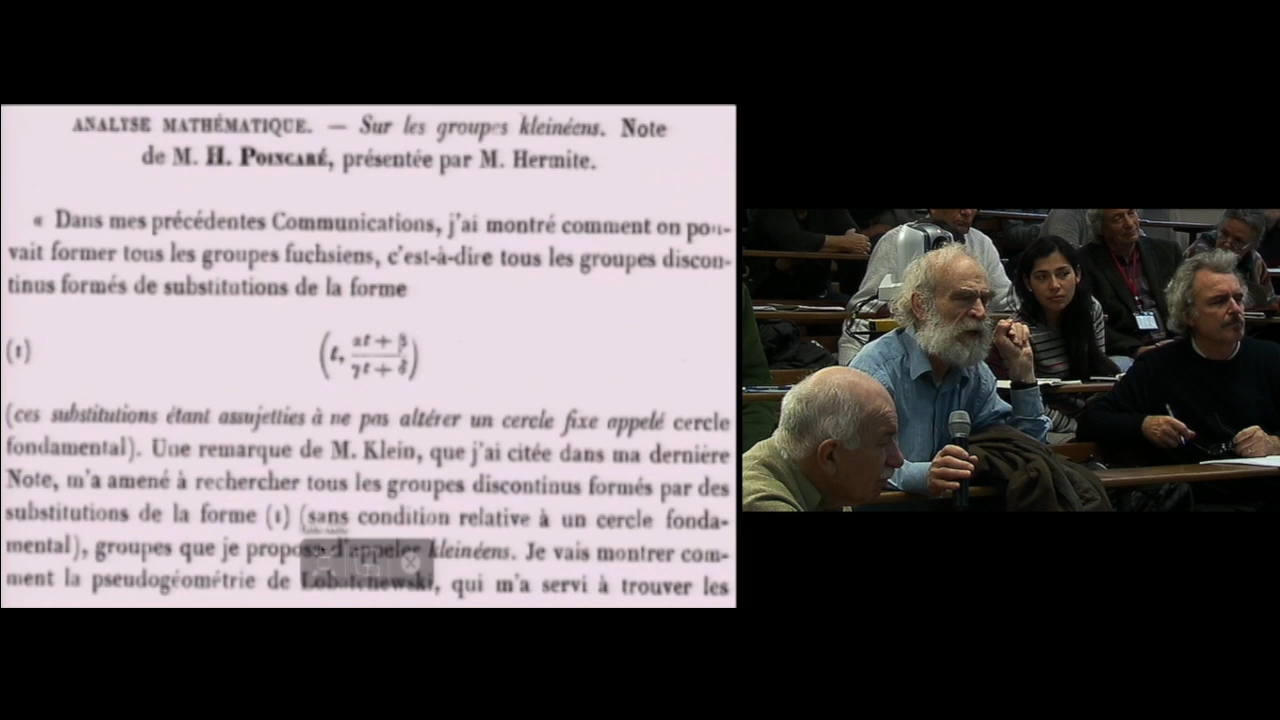 ANALYSE MATHÉMATIQUE. — Sur les groupes kleinéens. Note
de M. H. POINCARÉ, présentée par M. Hermite.
« Dans mes précédentes Communications, j'ai montré comment on pou-
vait former tous les groupes fuchsiens, c'est-à-dire tous les groupes discon-
tinus formés de substitutions de la forme
(1) (t, αt + β / γt + δ)
(ces substitutions étant assujetties à ne pas altérer un cercle fixe appelé cercle
fondamental). Une remarque de M. Klein, que j'ai citée dans ma dernière
Note, m'a amené à rechercher tous les groupes discontinus formés par des
substitutions de la forme (1) (sans condition relative à un cercle fonda-
mental), groupes que je propose d'appeler kleinéens. Je vais montrer com-
ment la pseudogéométrie de Lobatchewski, qui m'a servi à trouver les